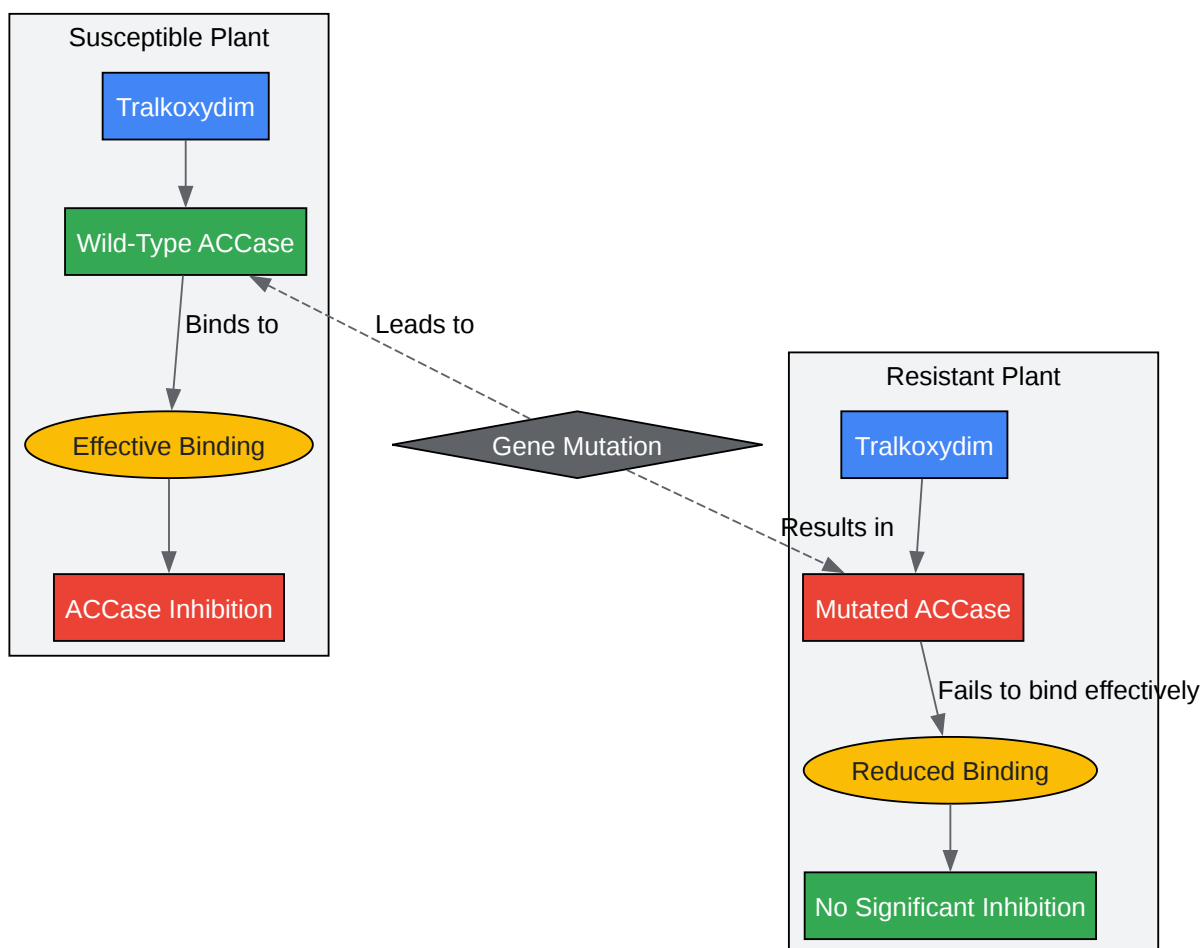 Susceptible Plant
Tralkoxydim
Wild-Type ACCase
Binds to
Effective Binding
ACCase Inhibition
Leads to
Gene Mutation
Results in
Resistant Plant
Tralkoxydim
Mutated ACCase
Fails to bind effectively
Reduced Binding
No Significant Inhibition